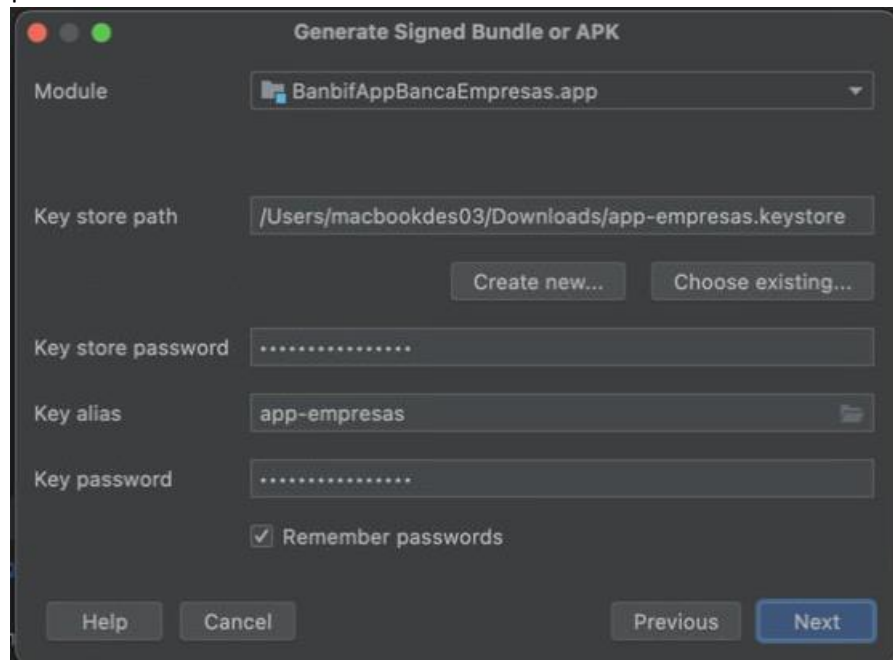 Generate Signed Bundle or APK
Module
BanbifAppBancaEmpresas.app
Key store path
/Users/macbookdes03/Downloads/app-empresas.keystore
Create new... Choose existing...
Key store password
••••••••••••••••
Key alias
app-empresas
Key password
••••••••••••••••
Remember passwords
Help Cancel Previous Next